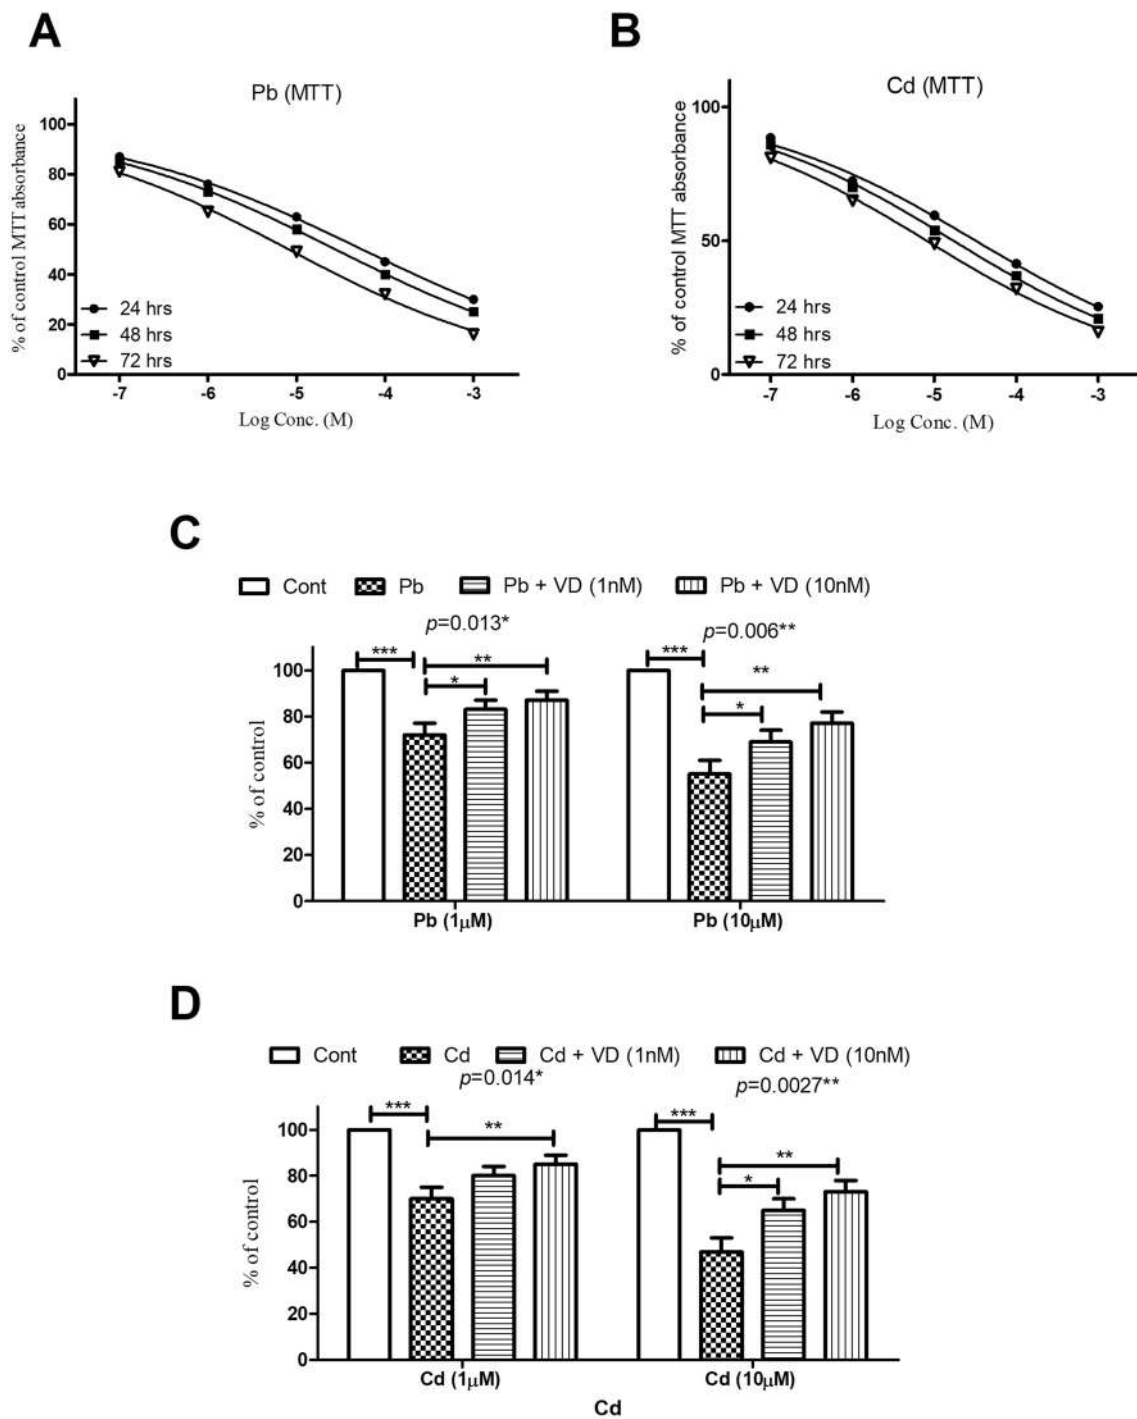 A
B
Pb (MTT)
Cd (MTT)
% of control MTT absorbance
100
80
60
40
20
0
24 hrs
48 hrs
72 hrs
-7 -6 -5 -4 -3
Log Conc. (M)
% of control MTT absorbance
100
50
0
24 hrs
48 hrs
72 hrs
-7 -6 -5 -4 -3
Log Conc. (M)
C
Cont Pb Pb + VD (1nM) Pb + VD (10nM)
p=0.013* p=0.006**
*** ** *** **
* *
% of control
100
80
60
40
20
0
Pb (1μM) Pb (10μM)
D
Cont Cd Cd + VD (1nM) Cd + VD (10nM)
p=0.014* p=0.0027**
*** ** *** **
*
% of control
100
80
60
40
20
0
Cd (1μM) Cd (10μM)
Cd